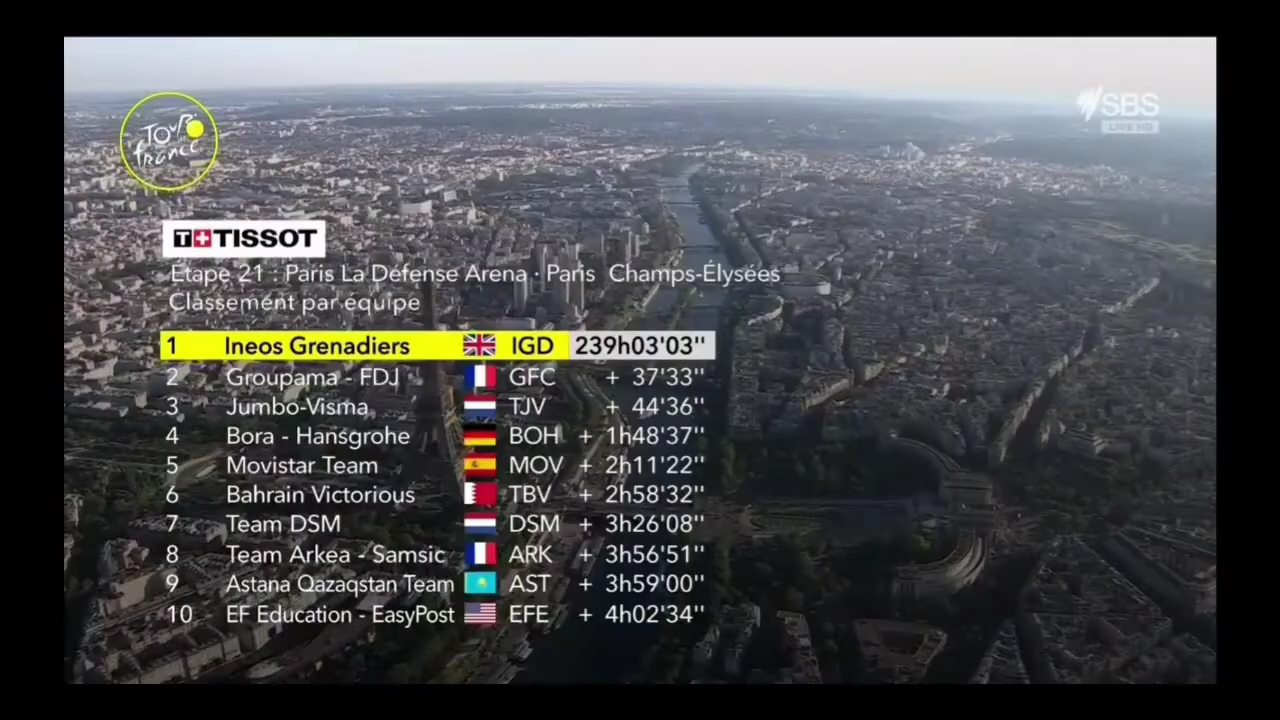 TOUR de france
SBS
LIVE HD
T+TISSOT
Étape 21 : Paris La Défense Arena · Paris Champs-Élysées
Classement par équipe
1 Ineos Grenadiers IGD 239h03'03''
2 Groupama - FDJ GFC + 37'33''
3 Jumbo-Visma TJV + 44'36''
4 Bora - Hansgrohe BOH + 1h48'37''
5 Movistar Team MOV + 2h11'22''
6 Bahrain Victorious TBV + 2h58'32''
7 Team DSM DSM + 3h26'08''
8 Team Arkea - Samsic ARK + 3h56'51''
9 Astana Qazaqstan Team AST + 3h59'00''
10 EF Education - EasyPost EFE + 4h02'34''